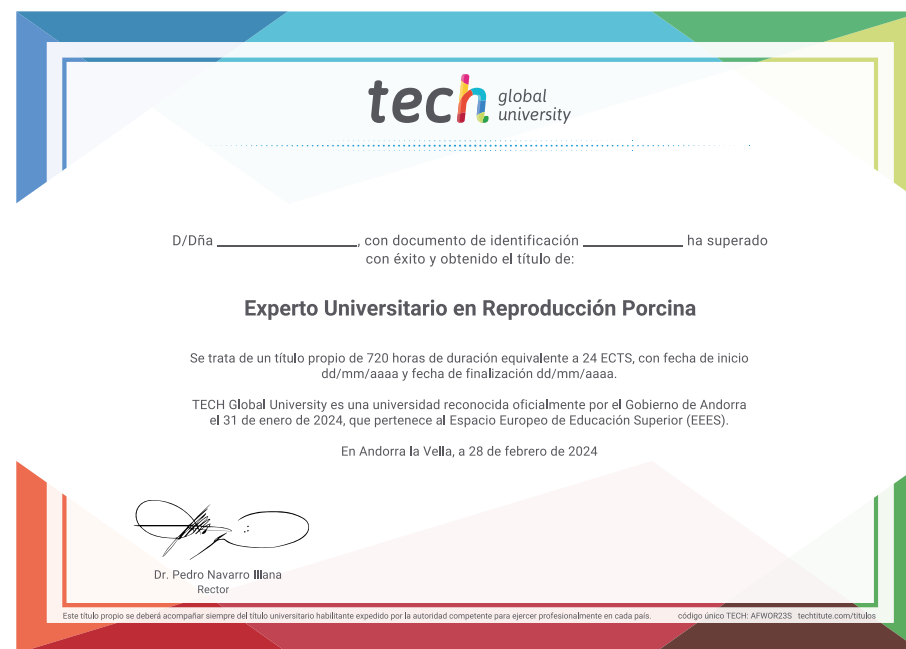 tech global university
D/Dña ____________, con documento de identificación ____________ ha superado
con éxito y obtenido el título de:
Experto Universitario en Reproducción Porcina
Se trata de un título propio de 720 horas de duración equivalente a 24 ECTS, con fecha de inicio
dd/mm/aaaa y fecha de finalización dd/mm/aaaa.
TECH Global University es una universidad reconocida oficialmente por el Gobierno de Andorra
el 31 de enero de 2024, que pertenece al Espacio Europeo de Educación Superior (EEES).
En Andorra la Vella, a 28 de febrero de 2024
Dr. Pedro Navarro Illana
Rector
Este título propio se deberá acompañar siempre del título universitario habilitante expedido por la autoridad competente para ejercer profesionalmente en cada país. código único TECH: AFWOR23S techtitute.com/titulos